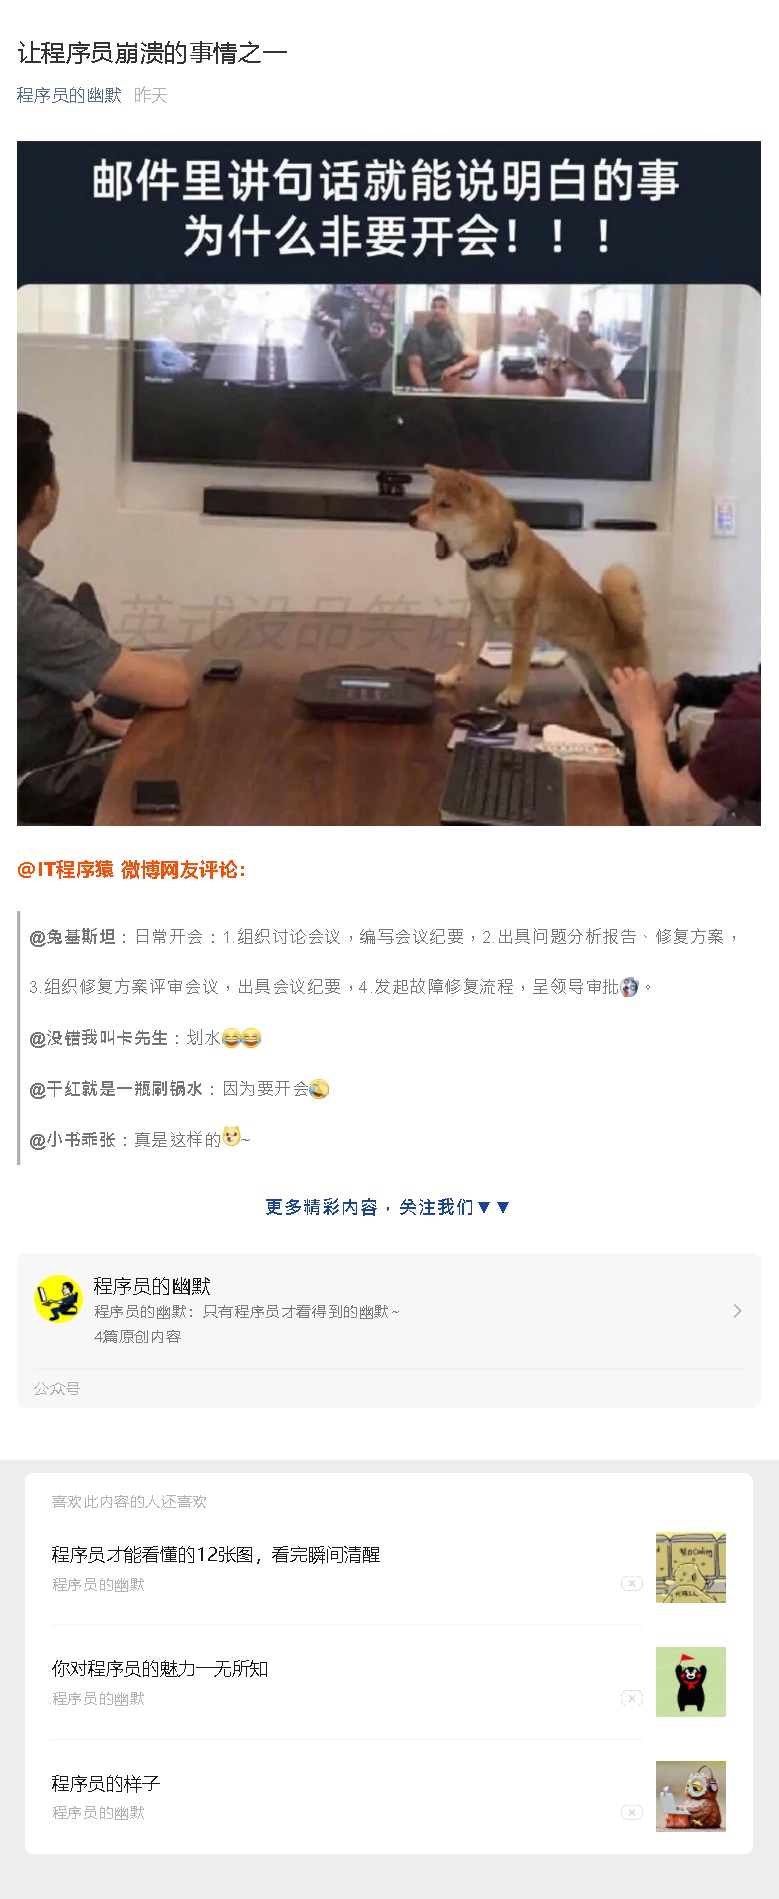 让程序员崩溃的事情之一
程序员的幽默 昨天
邮件里讲句话就能说明白的事
为什么非要开会！！！
英式没品笑话
@IT程序猿 微博网友评论：
@兔基斯坦：日常开会：1.组织讨论会议，编写会议纪要，2.出具问题分析报告、修复方案，
3.组织修复方案评审会议，出具会议纪要，4.发起故障修复流程，呈领导审批。
@没错我叫卡先生：划水
@干红就是一瓶刷锅水：因为要开会
@小书乖张：真是这样的~
更多精彩内容，关注我们▼▼
程序员的幽默
程序员的幽默：只有程序员才看得到的幽默~
4篇原创内容
公众号
喜欢此内容的人还喜欢
程序员才能看懂的12张图，看完瞬间清醒
程序员的幽默
努力Coding
你对程序员的魅力一无所知
程序员的幽默
程序员的样子
程序员的幽默